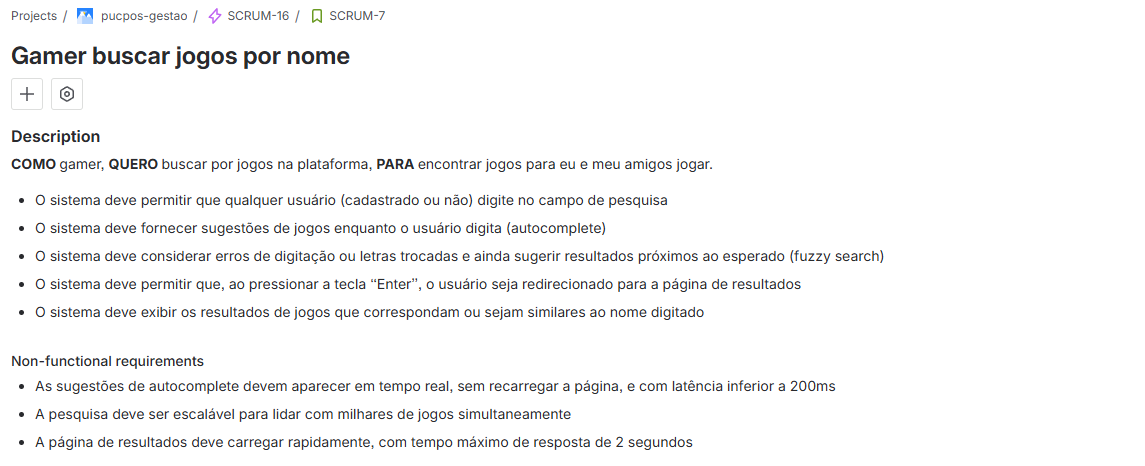 Projects / pucpos-gestao / SCRUM-16 / SCRUM-7
Gamer buscar jogos por nome
Description
COMO gamer, QUERO buscar por jogos na plataforma, PARA encontrar jogos para eu e meu amigos jogar.
• O sistema deve permitir que qualquer usuário (cadastrado ou não) digite no campo de pesquisa
• O sistema deve fornecer sugestões de jogos enquanto o usuário digita (autocomplete)
• O sistema deve considerar erros de digitação ou letras trocadas e ainda sugerir resultados próximos ao esperado (fuzzy search)
• O sistema deve permitir que, ao pressionar a tecla “Enter”, o usuário seja redirecionado para a página de resultados
• O sistema deve exibir os resultados de jogos que correspondam ou sejam similares ao nome digitado
Non-functional requirements
• As sugestões de autocomplete devem aparecer em tempo real, sem recarregar a página, e com latência inferior a 200ms
• A pesquisa deve ser escalável para lidar com milhares de jogos simultaneamente
• A página de resultados deve carregar rapidamente, com tempo máximo de resposta de 2 segundos